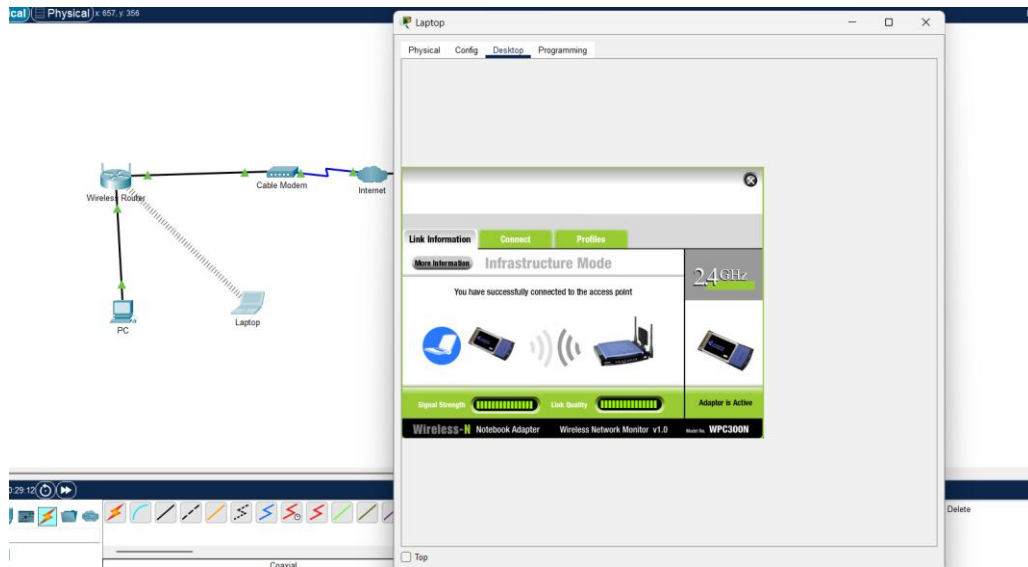 Physical x: 657, y: 356
Laptop
Physical Config Desktop Programming
Cable Modem
Internet
Wireless Router
PC
Laptop
Link Information Connect Profiles
More Information Infrastructure Mode
2.4GHz
You have successfully connected to the access point
Signal Strength Link Quality Adapter is Active
Wireless-N Notebook Adapter Wireless Network Monitor v1.0 Model No. WPC300N
:29:12
Delete
Top
Coaxial